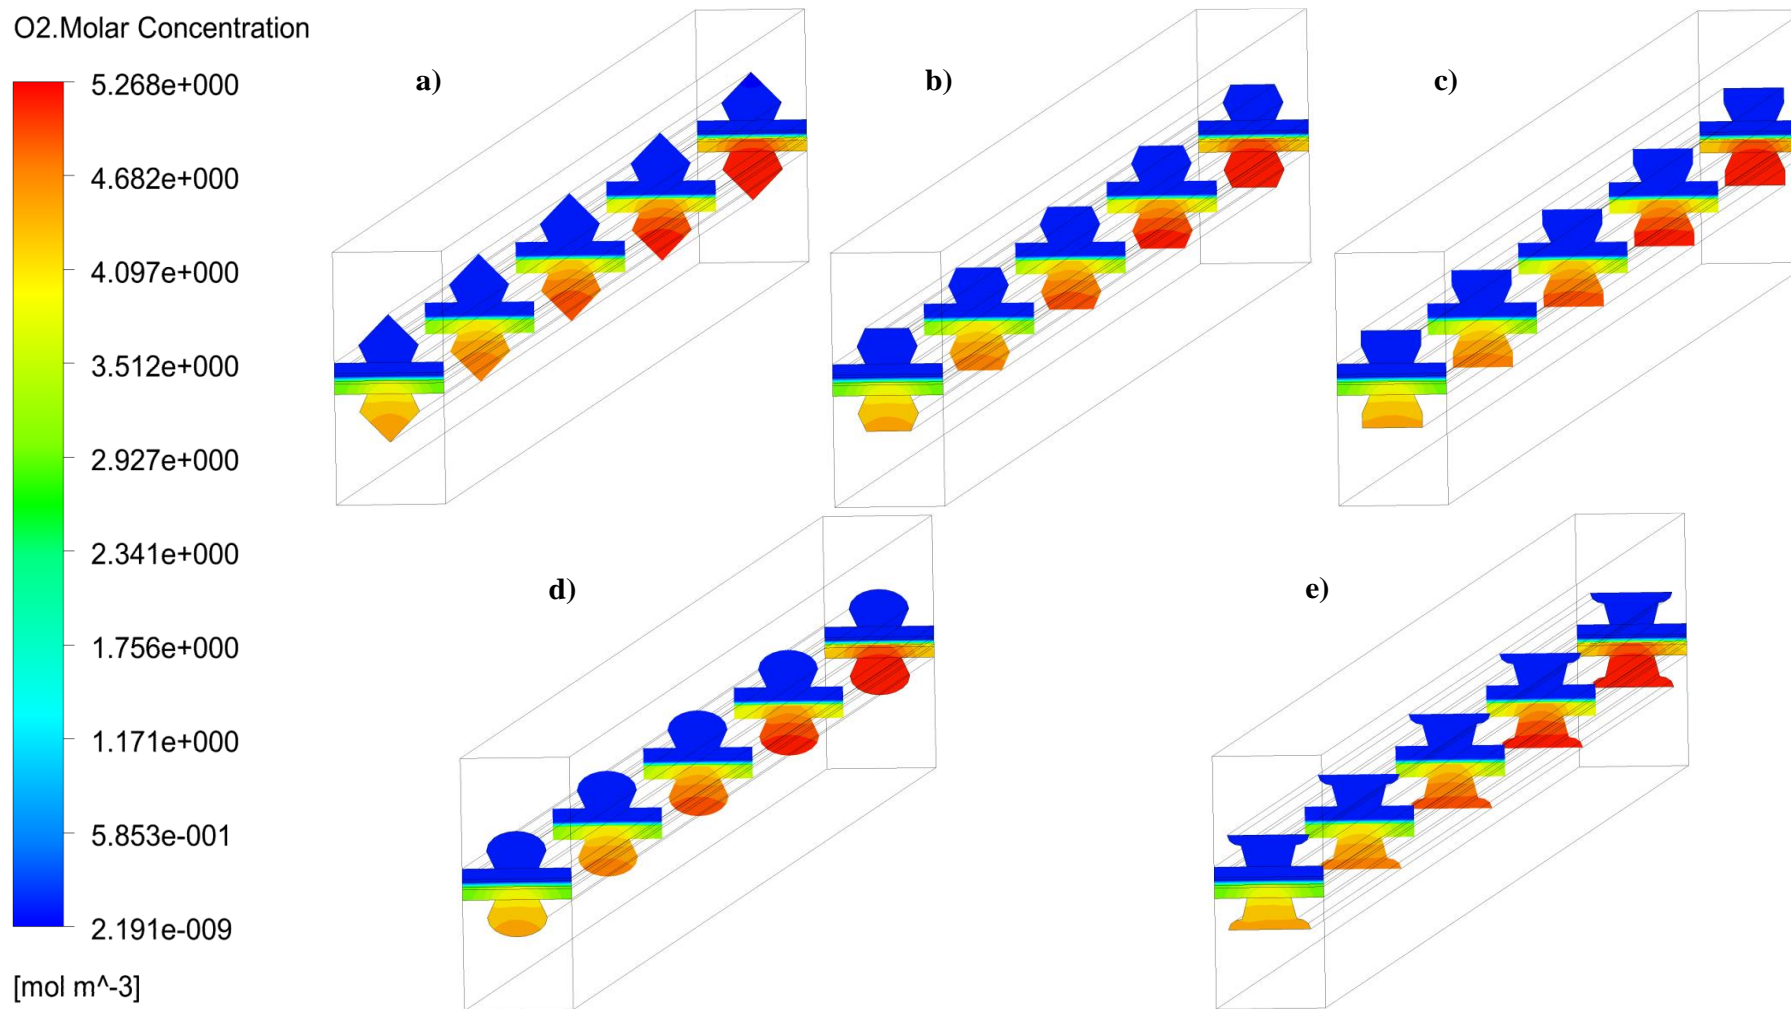 O2.Molar Concentration
5.268e+000
4.682e+000
4.097e+000
3.512e+000
2.927e+000
2.341e+000
1.756e+000
1.171e+000
5.853e-001
2.191e-009
[mol m^-3]
a)
b)
c)
d)
e)